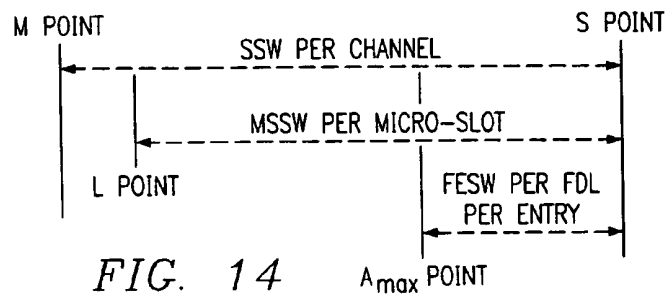 M POINT
S POINT
SSW PER CHANNEL
MSSW PER MICRO-SLOT
L POINT
FESW PER FDL
PER ENTRY
FIG. 14
Amax POINT